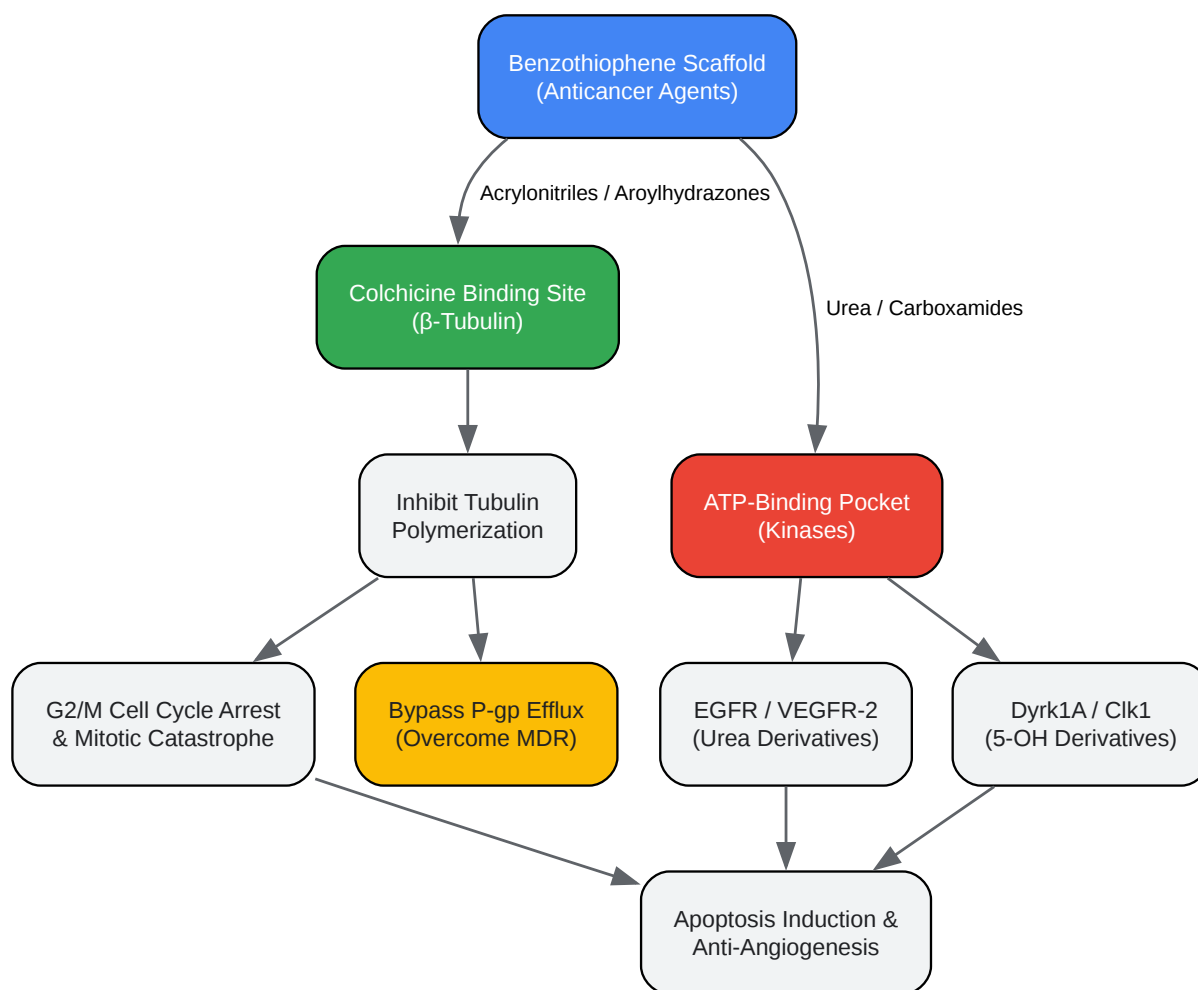 Benzothiophene Scaffold
(Anticancer Agents)
Acrylonitriles / Aroylhydrazones
Colchicine Binding Site
(β-Tubulin)
Urea / Carboxamides
Inhibit Tubulin
Polymerization
ATP-Binding Pocket
(Kinases)
G2/M Cell Cycle Arrest
& Mitotic Catastrophe
Bypass P-gp Efflux
(Overcome MDR)
EGFR / VEGFR-2
(Urea Derivatives)
Dyrk1A / Clk1
(5-OH Derivatives)
Apoptosis Induction &
Anti-Angiogenesis